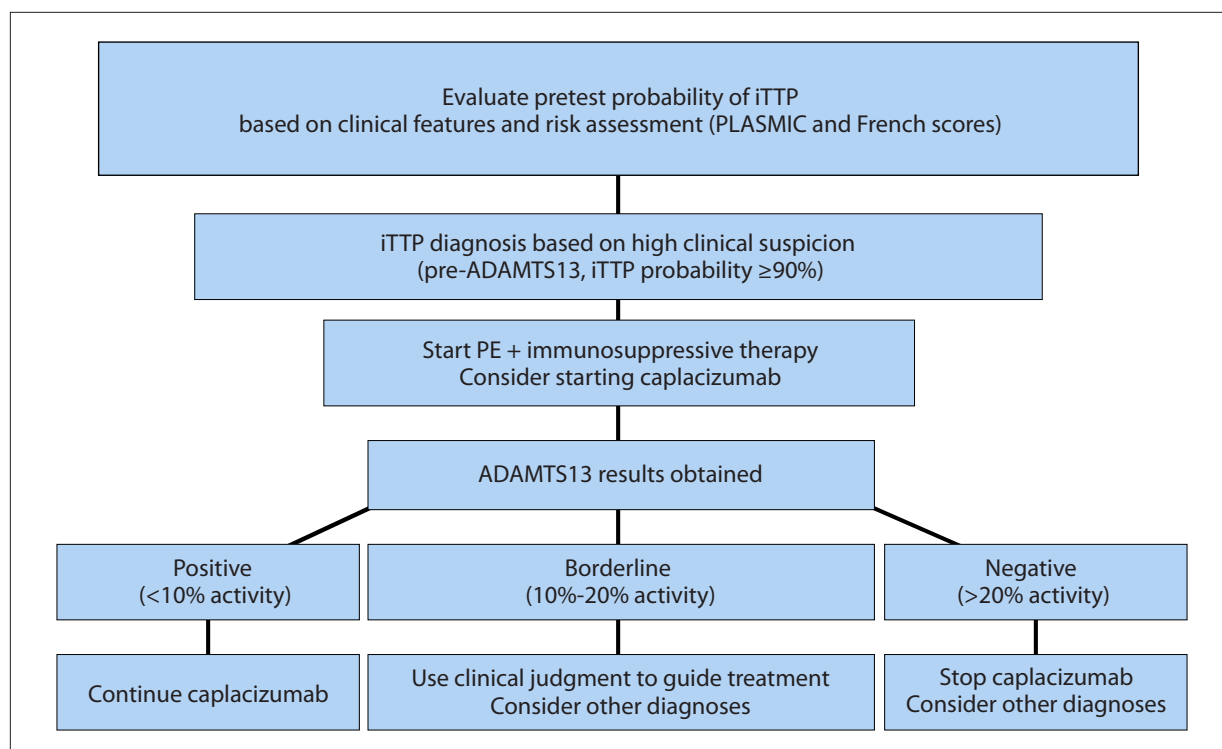 Evaluate pretest probability of iTTP
based on clinical features and risk assessment (PLASMIC and French scores)
iTTP diagnosis based on high clinical suspicion
(pre-ADAMTS13, iTTP probability ≥90%)
Start PE + immunosuppressive therapy
Consider starting caplacizumab
ADAMTS13 results obtained
Positive
(<10% activity)
Borderline
(10%-20% activity)
Negative
(>20% activity)
Continue caplacizumab
Use clinical judgment to guide treatment
Consider other diagnoses
Stop caplacizumab
Consider other diagnoses